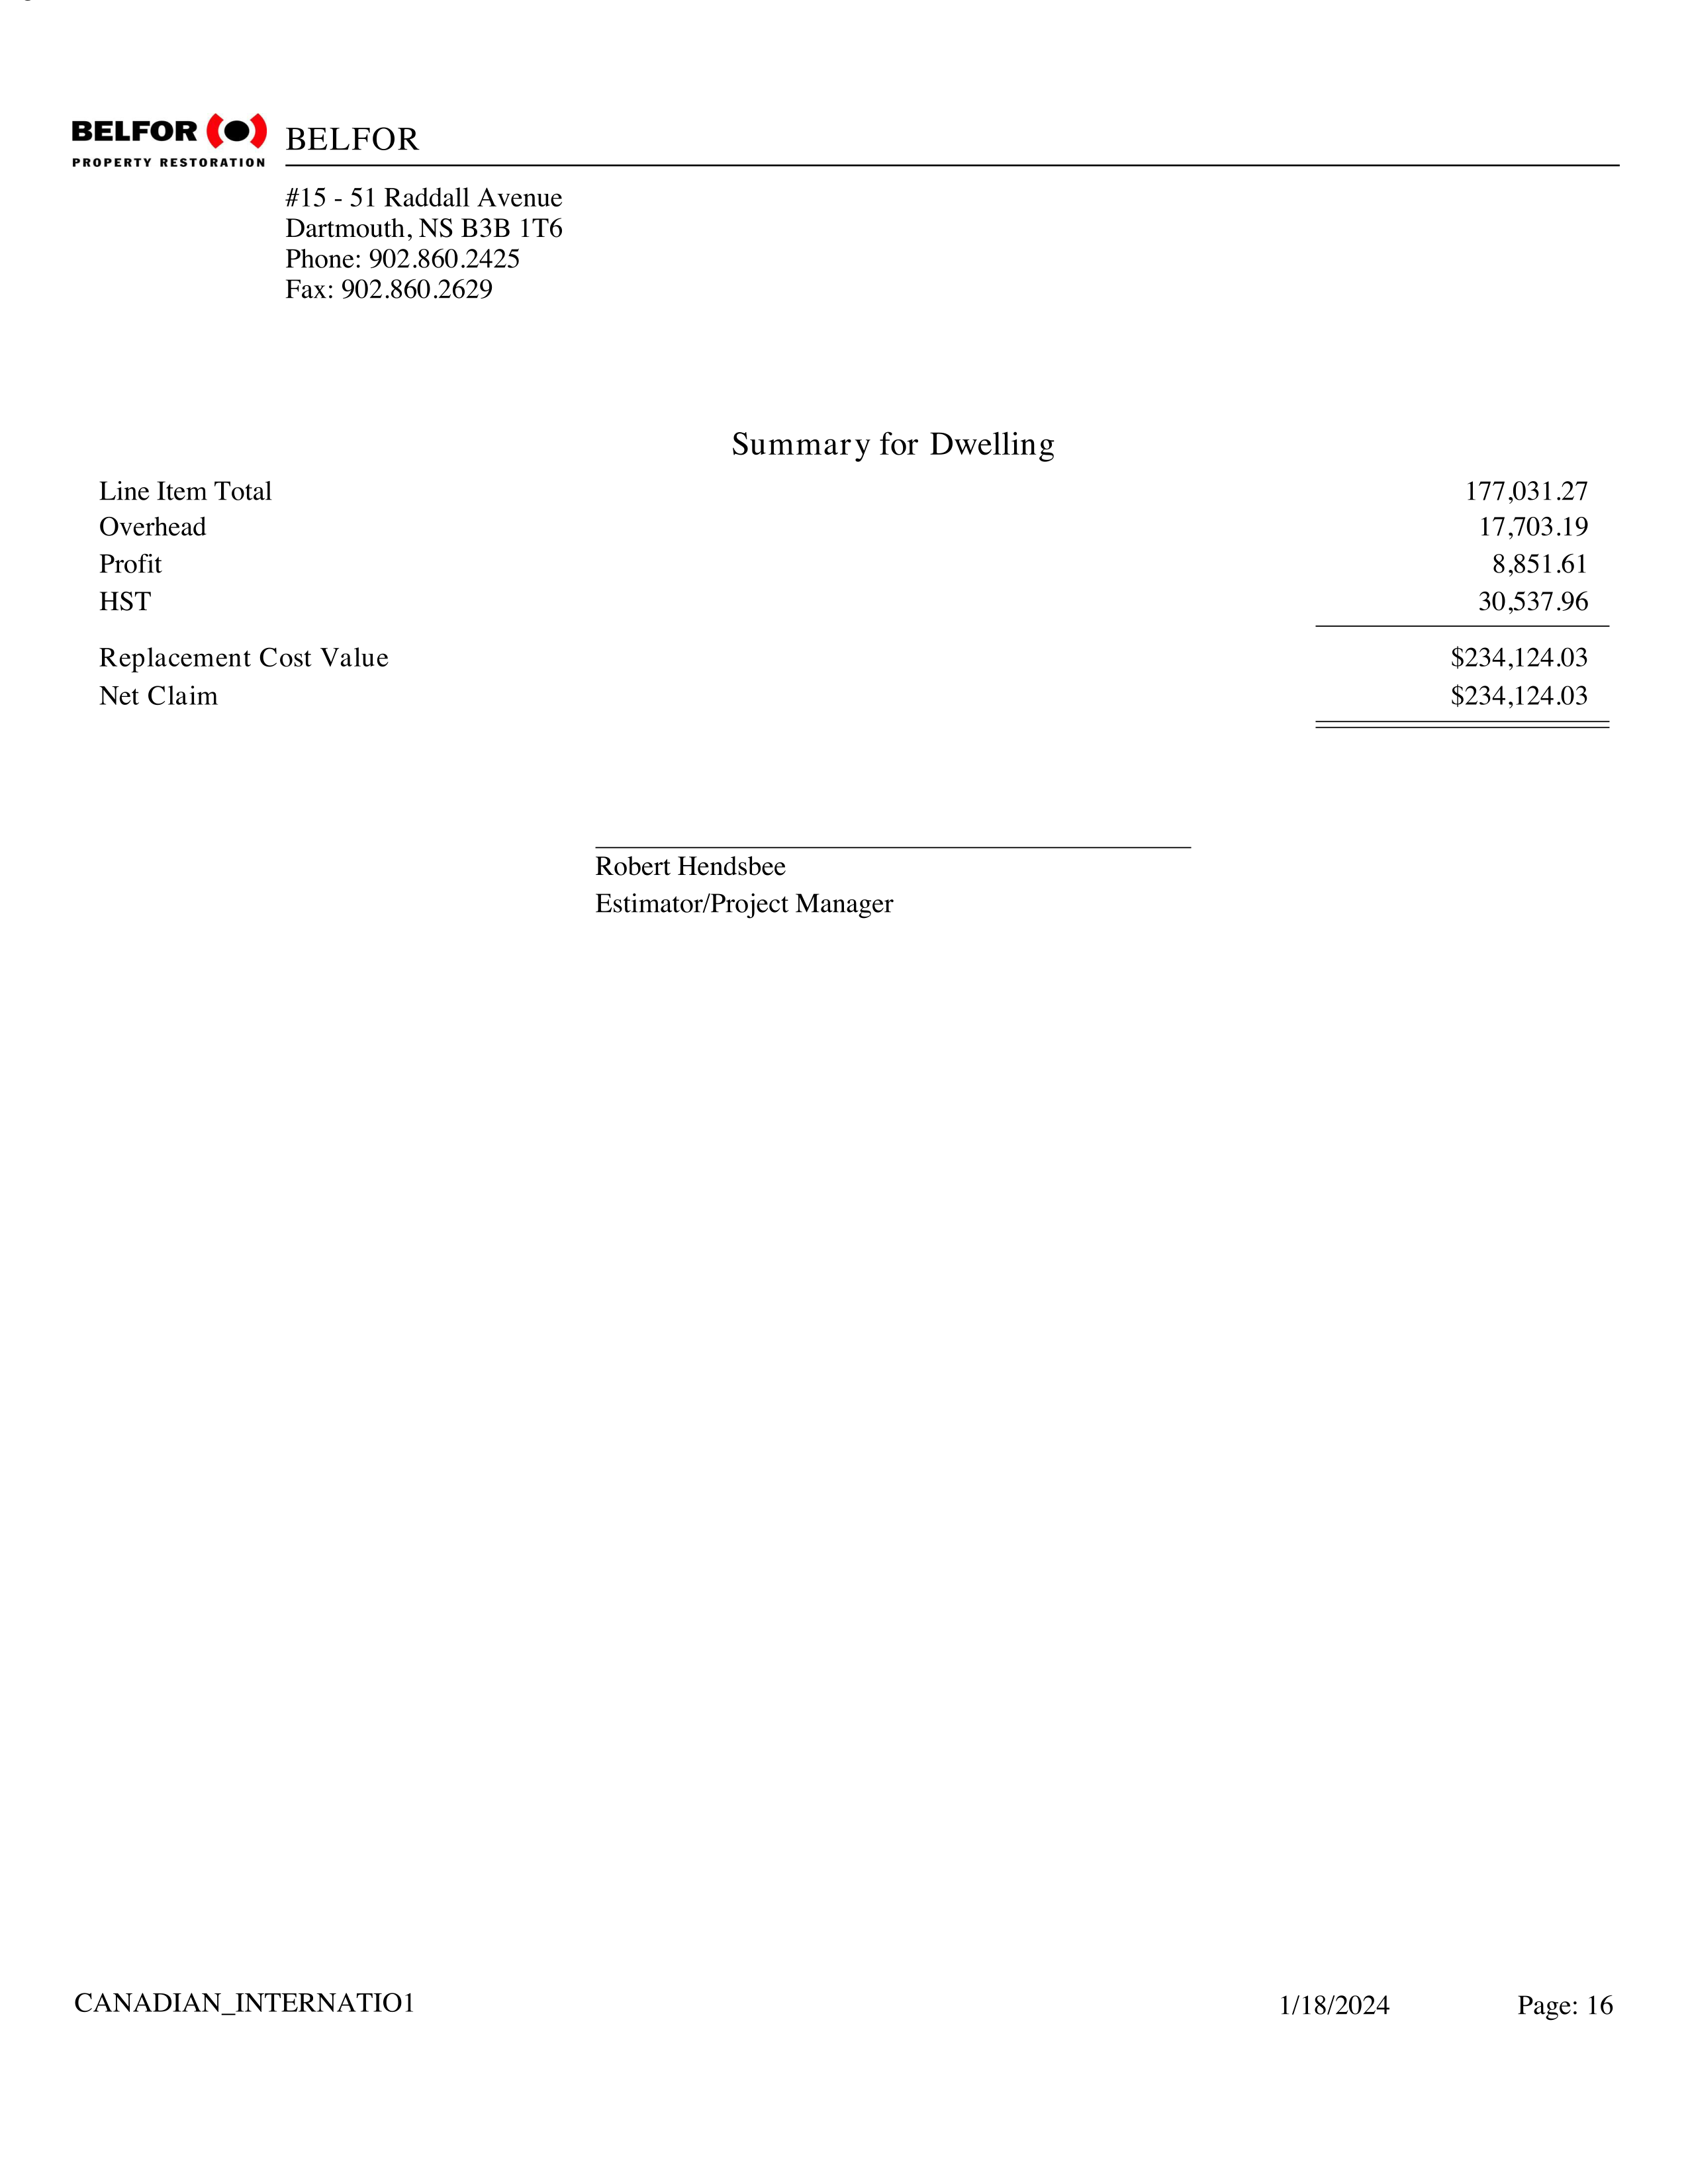 BELFOR
PROPERTY RESTORATION
BELFOR
#15 - 51 Raddall Avenue
Dartmouth, NS B3B 1T6
Phone: 902.860.2425
Fax: 902.860.2629
Summary for Dwelling
Line Item Total 177,031.27
Overhead 17,703.19
Profit 8,851.61
HST 30,537.96
Replacement Cost Value $234,124.03
Net Claim $234,124.03
Robert Hendsbee
Estimator/Project Manager
CANADIAN_INTERNATIO1 1/18/2024 Page: 16